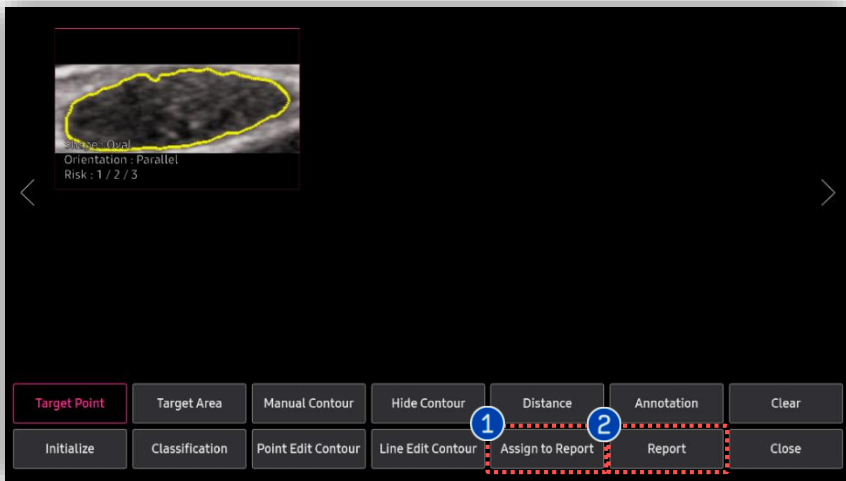 Shape : Oval
Orientation : Parallel
Risk : 1 / 2 / 3
Target Point
Target Area
Manual Contour
Hide Contour
Distance
Annotation
Clear
1
2
Initialize
Classification
Point Edit Contour
Line Edit Contour
Assign to Report
Report
Close